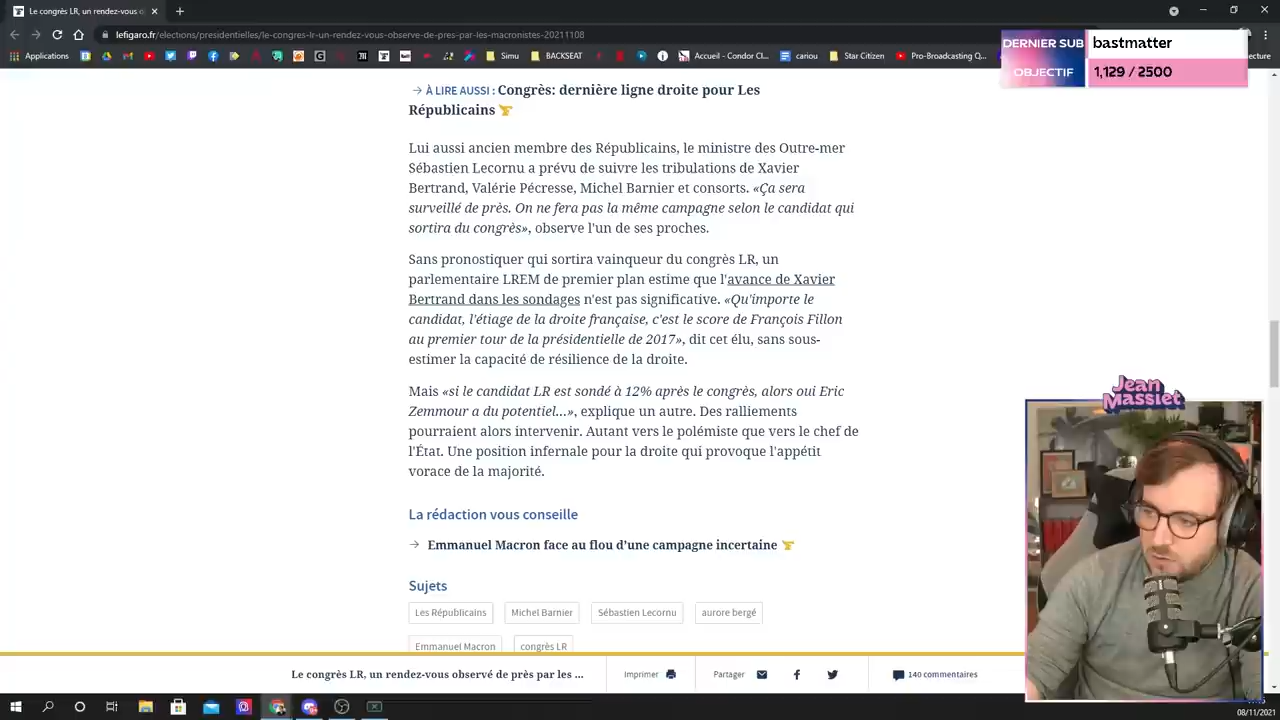 Le congrès LR, un rendez-vous ob
lefigaro.fr/elections/presidentielles/le-congres-lr-un-rendez-vous-observe-de-pres-par-les-macronistes-20211108
Applications
Suban
BACKSEAT
Accueil - Condor Cl...
cariou
Star Citizen
Pro-Broadcasting Q...
ecture
DERNIER SUB
bastmatter
OBJECTIF
1,129 / 2500
→ À LIRE AUSSI : Congrès: dernière ligne droite pour Les
Républicains
Lui aussi ancien membre des Républicains, le ministre des Outre-mer
Sébastien Lecornu a prévu de suivre les tribulations de Xavier
Bertrand, Valérie Pécresse, Michel Barnier et consorts. «Ça sera
surveillé de près. On ne fera pas la même campagne selon le candidat qui
sortira du congrès», observe l'un de ses proches.
Sans pronostiquer qui sortira vainqueur du congrès LR, un
parlementaire LREM de premier plan estime que l'avance de Xavier
Bertrand dans les sondages n'est pas significative. «Qu'importe le
candidat, l'étiage de la droite française, c'est le score de François Fillon
au premier tour de la présidentielle de 2017», dit cet élu, sans sous-
estimer la capacité de résilience de la droite.
Mais «si le candidat LR est sondé à 12% après le congrès, alors oui Eric
Zemmour a du potentiel...», explique un autre. Des ralliements
pourraient alors intervenir. Autant vers le polémiste que vers le chef de
l'État. Une position infernale pour la droite qui provoque l'appétit
vorace de la majorité.
Jean
Massiet
La rédaction vous conseille
→ Emmanuel Macron face au flou d'une campagne incertaine
Sujets
Les Républicains
Michel Barnier
Sébastien Lecornu
aurore bergé
Emmanuel Macron
congrès LR
Le congrès LR, un rendez-vous observé de près par les ...
Imprimer
Partager
140 commentaires
08/11/2021